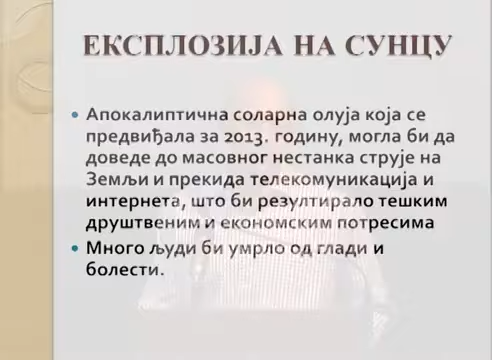 ЕКСПЛОЗИЈА НА СУНЦУ
Апокалиптична соларна олуја која се
предвиђала за 2013. годину, могла би да
доведе до масовног нестанка струје на
Земљи и прекида телекомуникација и
интернета, што би резултирало тешким
друштвеним и економским потресима
Много људи би умрло од глади и
болести.